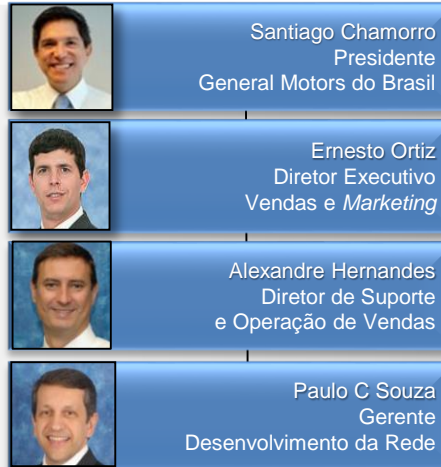 Santiago Chamorro
Presidente
General Motors do Brasil
Ernesto Ortiz
Diretor Executivo
Vendas e Marketing
Alexandre Hernandes
Diretor de Suporte
e Operação de Vendas
Paulo C Souza
Gerente
Desenvolvimento da Rede